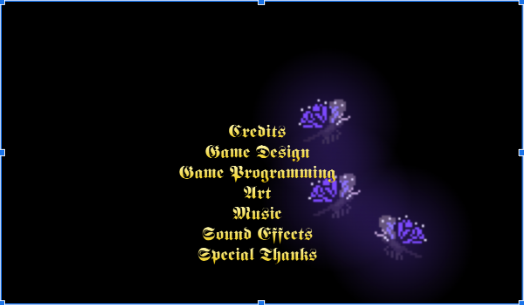 Credits
Game Design
Game Programming
Art
Music
Sound Effects
Special Thanks